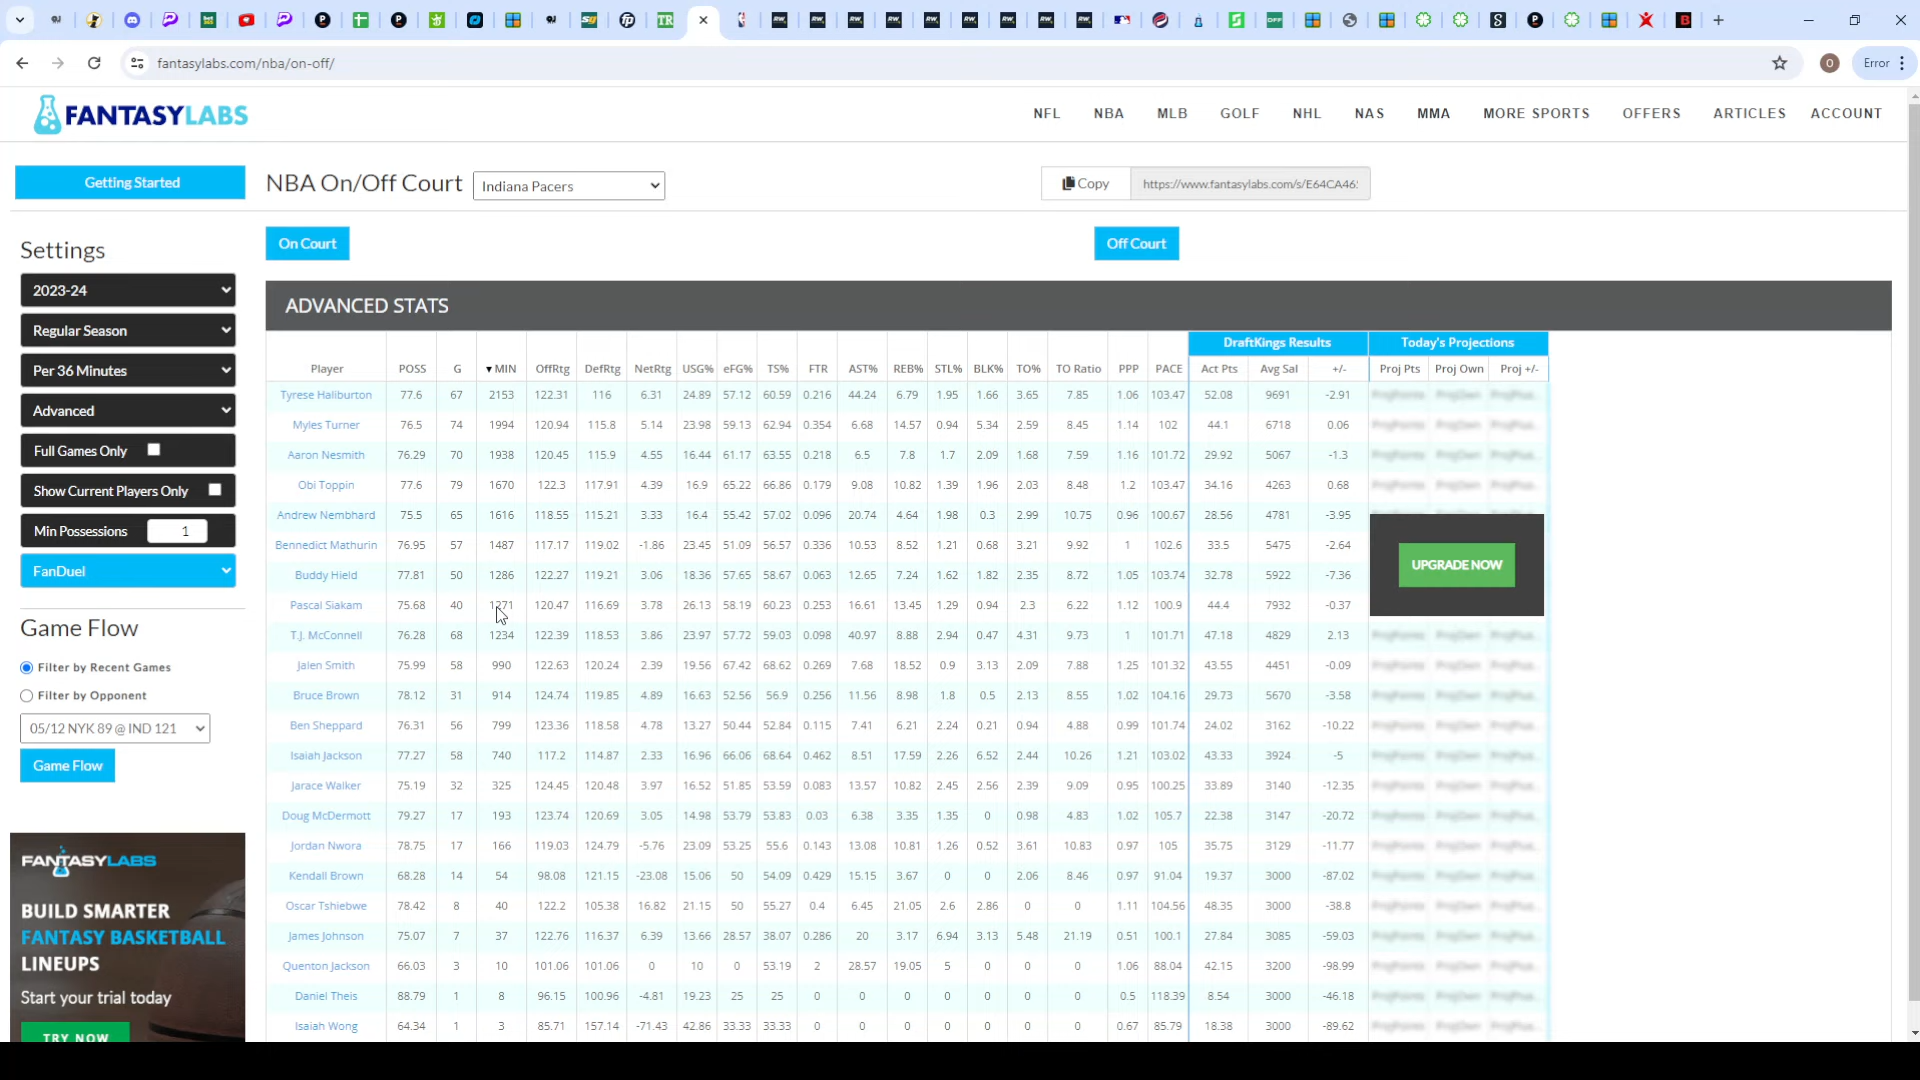 fantasylabs.com/nba/on-off/
Error
FANTASYLABS
NFL NBA MLB GOLF NHL NAS MMA MORE SPORTS OFFERS ARTICLES ACCOUNT
Getting Started
NBA On/Off Court Indiana Pacers
Copy https://www.fantasylabs.com/s/E64CA46
On Court Off Court
Settings
2023-24
Regular Season
Per 36 Minutes
Advanced
Full Games Only
Show Current Players Only
Min Possessions 1
FanDuel
Game Flow
Filter by Recent Games
Filter by Opponent
05/12 NYK 89 @ IND 121
Game Flow
FANTASYLABS
BUILD SMARTER
FANTASY BASKETBALL
LINEUPS
Start your trial today
TRY NOW
ADVANCED STATS
DraftKings Results Today's Projections
Player POSS G ▼MIN OffRtg DefRtg NetRtg USG% eFG% TS% FTR AST% REB% STL% BLK% TO% TO Ratio PPP PACE Act Pts Avg Sal +/- Proj Pts Proj Own Proj +/-
Tyrese Haliburton 77.6 67 2153 122.31 116 6.31 24.89 57.12 60.59 0.216 44.24 6.79 1.95 1.66 3.65 7.85 1.06 103.47 52.08 9691 -2.91
Myles Turner 76.5 74 1994 120.94 115.8 5.14 23.98 59.13 62.94 0.354 6.68 14.57 0.94 5.34 2.59 8.45 1.14 102 44.1 6718 0.06
Aaron Nesmith 76.29 70 1938 120.45 115.9 4.55 16.44 61.17 63.55 0.218 6.5 7.8 1.7 2.09 1.68 7.59 1.16 101.72 29.92 5067 -1.3
Obi Toppin 77.6 79 1670 122.3 117.91 4.39 16.9 65.22 66.86 0.179 9.08 10.82 1.39 1.96 2.03 8.48 1.2 103.47 34.16 4263 0.68
Andrew Nembhard 75.5 65 1616 118.55 115.21 3.33 16.4 55.42 57.02 0.096 20.74 4.64 1.98 0.3 2.99 10.75 0.96 100.67 28.56 4781 -3.95
Bennedict Mathurin 76.95 57 1487 117.17 119.02 -1.86 23.45 51.09 56.57 0.336 10.53 8.52 1.21 0.68 3.21 9.92 1 102.6 33.5 5475 -2.64
Buddy Hield 77.81 50 1286 122.27 119.21 3.06 18.36 57.65 58.67 0.063 12.65 7.24 1.62 1.82 2.35 8.72 1.05 103.74 32.78 5922 -7.36
UPGRADE NOW
Pascal Siakam 75.68 40 1271 120.47 116.69 3.78 26.13 58.19 60.23 0.253 16.61 13.45 1.29 0.94 2.3 6.22 1.12 100.9 44.4 7932 -0.37
T.J. McConnell 76.28 68 1234 122.39 118.53 3.86 23.97 57.72 59.03 0.098 40.97 8.88 2.94 0.47 4.31 9.73 1 101.71 47.18 4829 2.13
Jalen Smith 75.99 58 990 122.63 120.24 2.39 19.56 67.42 68.62 0.269 7.68 18.52 0.9 3.13 2.09 7.88 1.25 101.32 43.55 4451 -0.09
Bruce Brown 78.12 31 914 124.74 119.85 4.89 16.63 52.56 56.9 0.256 11.56 8.98 1.8 0.5 2.13 8.55 1.02 104.16 29.73 5670 -3.58
Ben Sheppard 76.31 56 799 123.36 118.58 4.78 13.27 50.44 52.84 0.115 7.41 6.21 2.24 0.21 0.94 4.88 0.99 101.74 24.02 3162 -10.22
Isaiah Jackson 77.27 58 740 117.2 114.87 2.33 16.96 66.06 68.64 0.462 8.51 17.59 2.26 6.52 2.44 10.26 1.21 103.02 43.33 3924 -5
Jarace Walker 75.19 32 325 124.45 120.48 3.97 16.52 51.85 53.59 0.083 13.57 10.82 2.45 2.56 2.39 9.09 0.95 100.25 33.89 3140 -12.35
Doug McDermott 79.27 17 193 123.74 120.69 3.05 14.98 53.79 53.83 0.03 6.38 3.35 1.35 0 0.98 4.83 1.02 105.7 22.38 3147 -20.72
Jordan Nwora 78.75 17 166 119.03 124.79 -5.76 23.09 53.25 55.6 0.143 13.08 10.81 1.26 0.52 3.61 10.83 0.97 105 35.75 3129 -11.77
Kendall Brown 68.28 14 54 98.08 121.15 -23.08 15.06 50 54.09 0.429 15.15 3.67 0 0 2.06 8.46 0.97 91.04 19.37 3000 -87.02
Oscar Tshiebwe 78.42 8 40 122.2 105.38 16.82 21.15 50 55.27 0.4 6.45 21.05 2.6 2.86 0 0 1.11 104.56 48.35 3000 -38.8
James Johnson 75.07 7 37 122.76 116.37 6.39 13.66 28.57 38.07 0.286 20 3.17 6.94 3.13 5.48 21.19 0.51 100.1 27.84 3085 -59.03
Quenton Jackson 66.03 3 10 101.06 101.06 0 10 0 53.19 2 28.57 19.05 5 0 0 0 1.06 88.04 42.15 3200 -98.99
Daniel Theis 88.79 1 8 96.15 100.96 -4.81 19.23 25 25 0 0 0 0 0 0 0 0.5 118.39 8.54 3000 -46.18
Isaiah Wong 64.34 1 3 85.71 157.14 -71.43 42.86 33.33 33.33 0 0 0 0 0 0 0 0.67 85.79 18.38 3000 -89.62